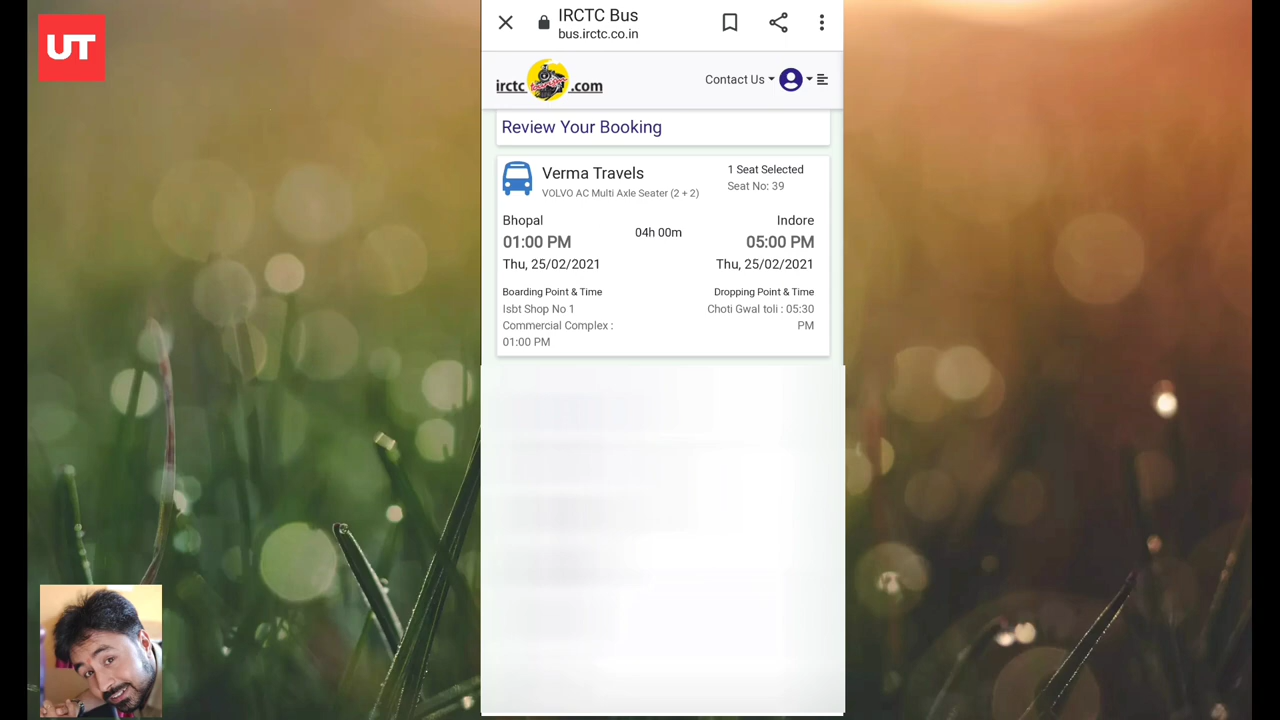 UT
IRCTC Bus
bus.irctc.co.in
irctc .com
Contact Us
Review Your Booking
Verma Travels
1 Seat Selected
VOLVO AC Multi Axle Seater (2 + 2)
Seat No: 39
Bhopal
Indore
01:00 PM
04h 00m
05:00 PM
Thu, 25/02/2021
Thu, 25/02/2021
Boarding Point & Time
Dropping Point & Time
Isbt Shop No 1
Commercial Complex :
01:00 PM
Choti Gwal toli : 05:30
PM